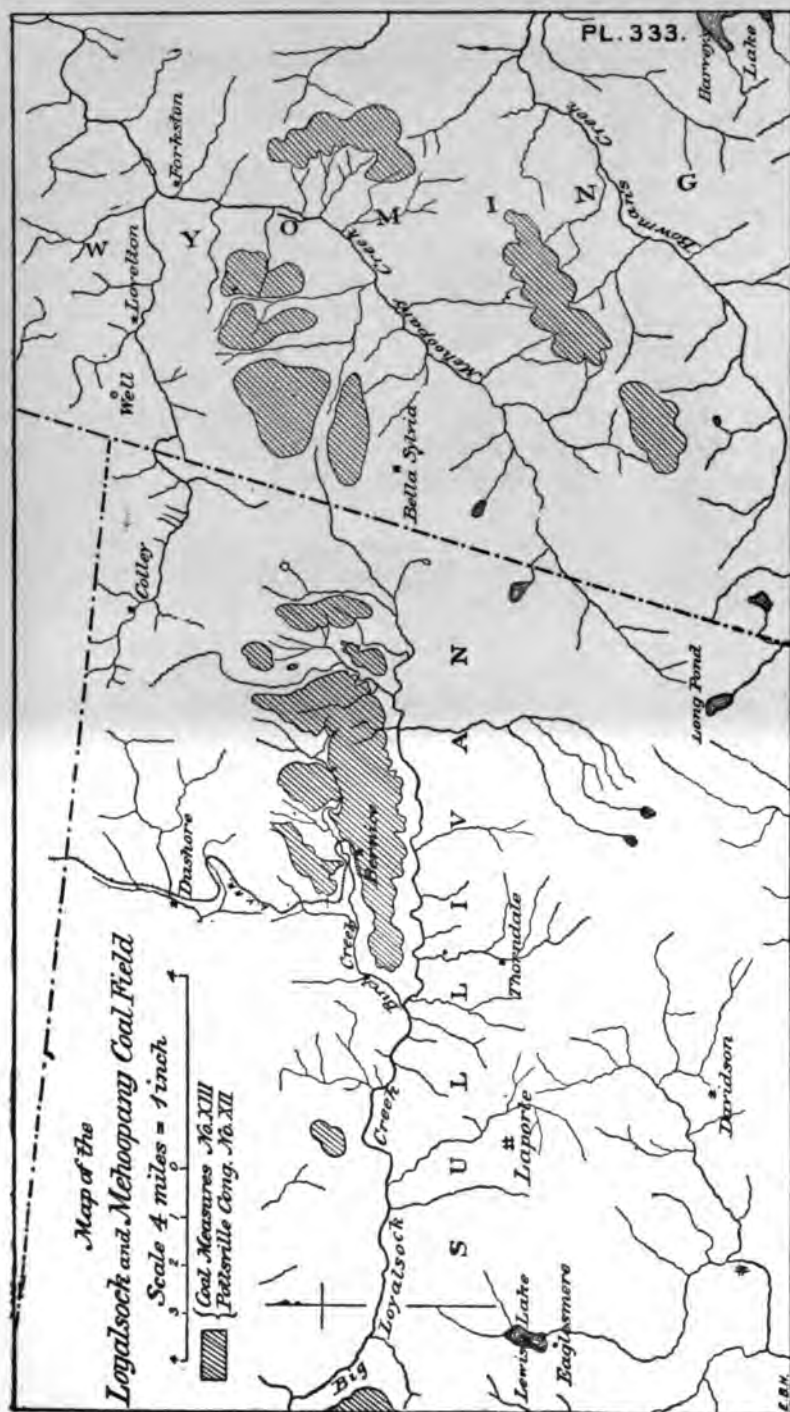 PL. 333.
Map of the
Loyalsock and Mehoopany Coal Field
Scale 4 miles = 1 inch
4 3 2 1 0 4
Coal Measures No. XIII
Pottsville Cong. No. XII
W Y O M I N G
S U L L I V A N
Forkston
Lovelton
Well
Colley
Dushore
Bernice
Birch Creek
Big Loyalsock Creek
Mehoopany Creek
Bowmans Creek
Harveys Lake
Bella Sylvia
Long Pond
Thorndale
Laporte
Davidson
Lewis Lake
Eaglesmere
E.B.H.